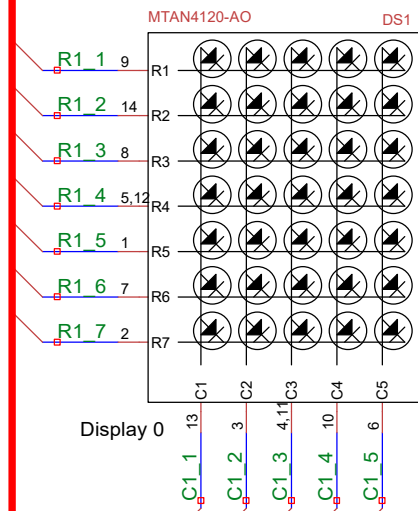 MTAN4120-AO DS1
R1_1 9 R1
R1_2 14 R2
R1_3 8 R3
R1_4 5,12 R4
R1_5 1 R5
R1_6 7 R6
R1_7 2 R7
C1 C2 C3 C4 C5
Display 0 13 3 4,11 10 6
C1_1 C1_2 C1_3 C1_4 C1_5